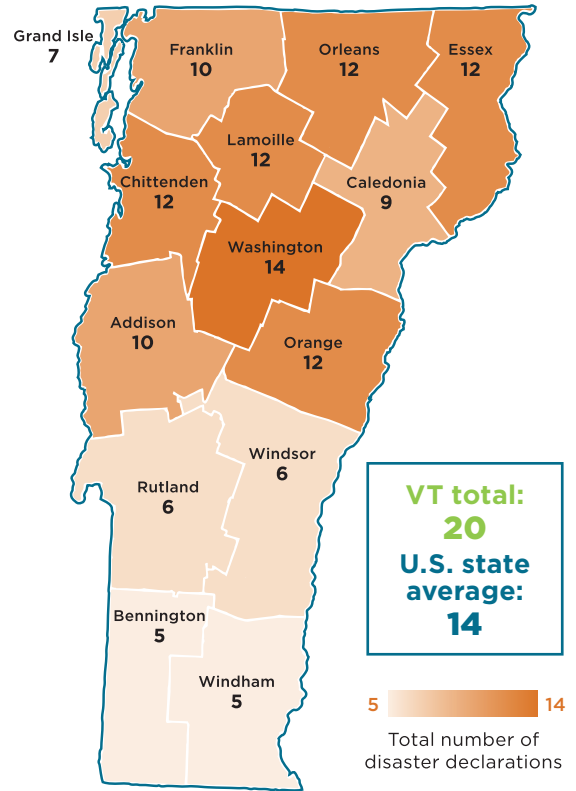 Grand Isle
7
Franklin
10
Orleans
12
Essex
12
Lamoille
12
Chittenden
12
Caledonia
9
Washington
14
Addison
10
Orange
12
Windsor
6
Rutland
6
Bennington
5
Windham
5
VT total:
20
U.S. state
average:
14
5
14
Total number of
disaster declarations